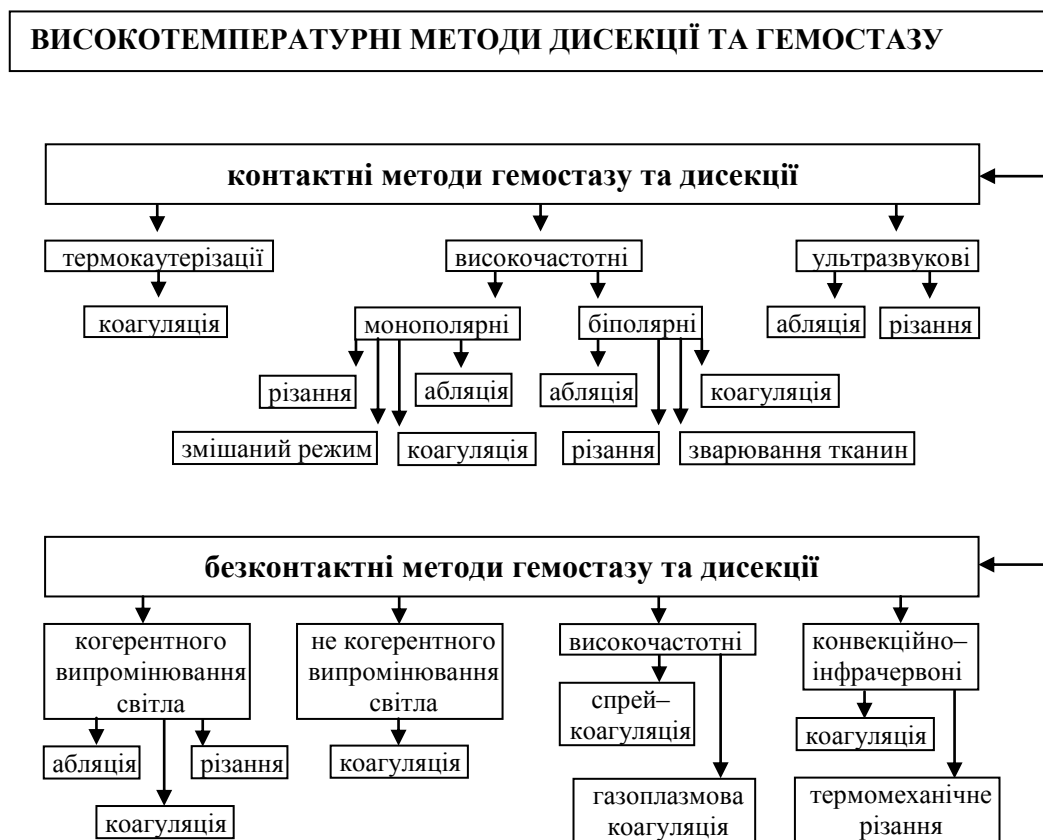 ВИСОКОТЕМПЕРАТУРНІ МЕТОДИ ДИСЕКЦІЇ ТА ГЕМОСТАЗУ
контактні методи гемостазу та дисекції
термокаутерізації
високочастотні
ультразвукові
коагуляція
монополярні
біполярні
абляція
різання
різання
абляція
абляція
коагуляція
змішаний режим
коагуляція
різання
зварювання тканин
безконтактні методи гемостазу та дисекції
когерентного
випромінювання
світла
не когерентного
випромінювання
світла
високочастотні
конвекційно–
інфрачервоні
абляція
різання
коагуляція
спрей–
коагуляція
коагуляція
коагуляція
газоплазмова
коагуляція
термомеханічне
різання